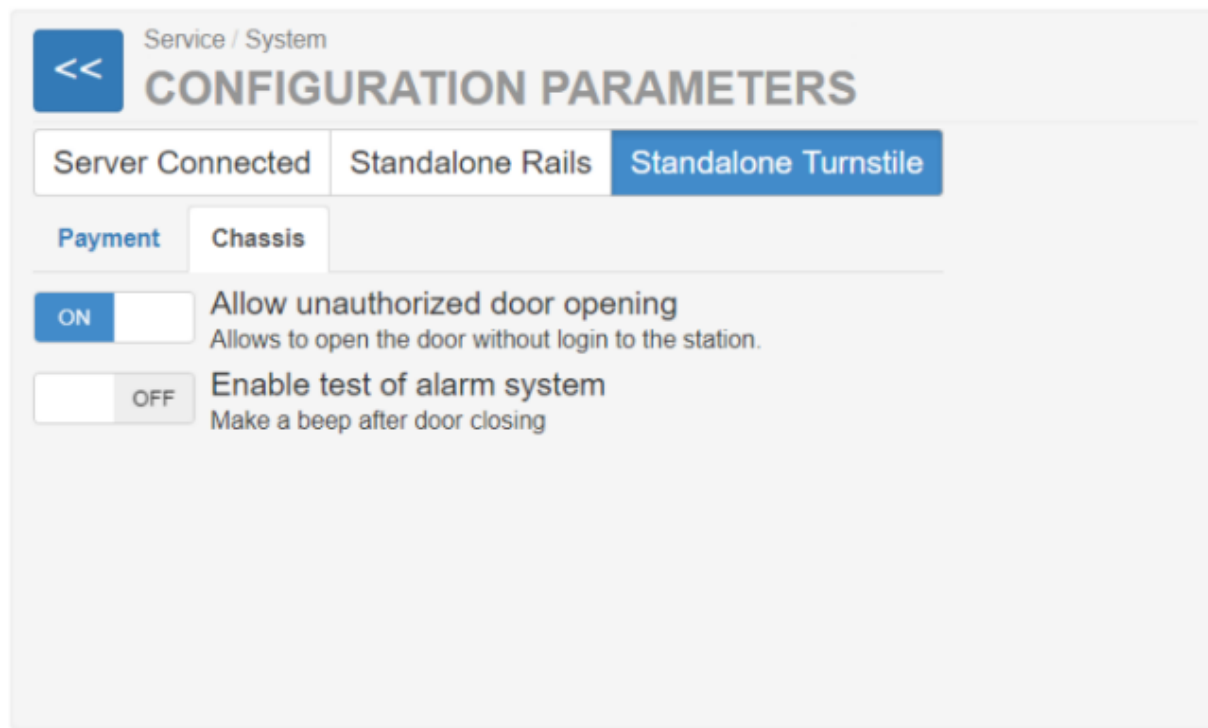 <<
Service / System
CONFIGURATION PARAMETERS
Server Connected Standalone Rails Standalone Turnstile
Payment Chassis
ON Allow unauthorized door opening
Allows to open the door without login to the station.
OFF Enable test of alarm system
Make a beep after door closing